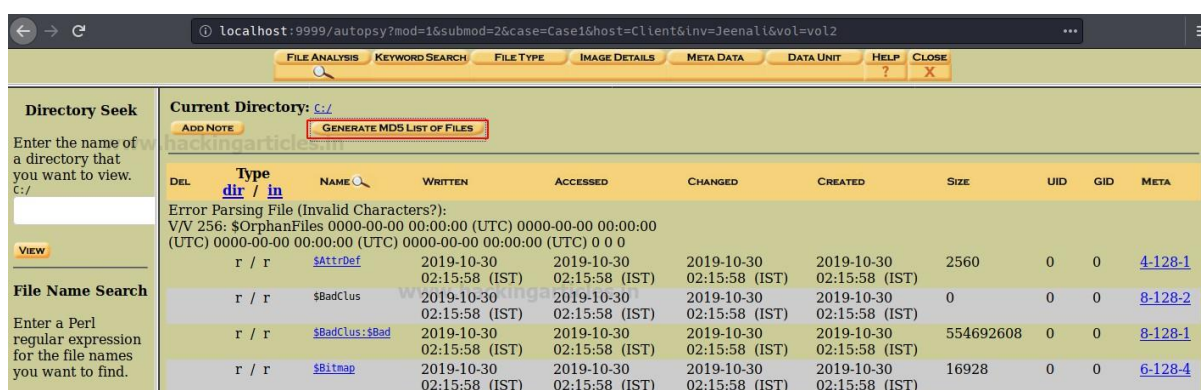 localhost:9999/autopsy?mod=1&submod=2&case=Case1&host=Client&inv=Jeenali&vol=vol2
FILE ANALYSIS KEYWORD SEARCH FILE TYPE IMAGE DETAILS META DATA DATA UNIT HELP CLOSE
? X
Directory Seek
Enter the name of
a directory that
you want to view.
C:/
VIEW
File Name Search
Enter a Perl
regular expression
for the file names
you want to find.
Current Directory: C:/
ADD NOTE GENERATE MD5 LIST OF FILES
www.hackingarticles.in
DEL Type dir / in NAME WRITTEN ACCESSED CHANGED CREATED SIZE UID GID META
Error Parsing File (Invalid Characters?):
V/V 256: $OrphanFiles 0000-00-00 00:00:00 (UTC) 0000-00-00 00:00:00
(UTC) 0000-00-00 00:00:00 (UTC) 0000-00-00 00:00:00 (UTC) 0 0 0
r / r $AttrDef 2019-10-30 2019-10-30 2019-10-30 2019-10-30 2560 0 0 4-128-1
02:15:58 (IST) 02:15:58 (IST) 02:15:58 (IST) 02:15:58 (IST)
www.hackingarticles.in
r / r $BadClus 2019-10-30 2019-10-30 2019-10-30 2019-10-30 0 0 0 8-128-2
02:15:58 (IST) 02:15:58 (IST) 02:15:58 (IST) 02:15:58 (IST)
r / r $BadClus:$Bad 2019-10-30 2019-10-30 2019-10-30 2019-10-30 554692608 0 0 8-128-1
02:15:58 (IST) 02:15:58 (IST) 02:15:58 (IST) 02:15:58 (IST)
r / r $Bitmap 2019-10-30 2019-10-30 2019-10-30 2019-10-30 16928 0 0 6-128-4
02:15:58 (IST) 02:15:58 (IST) 02:15:58 (IST) 02:15:58 (IST)